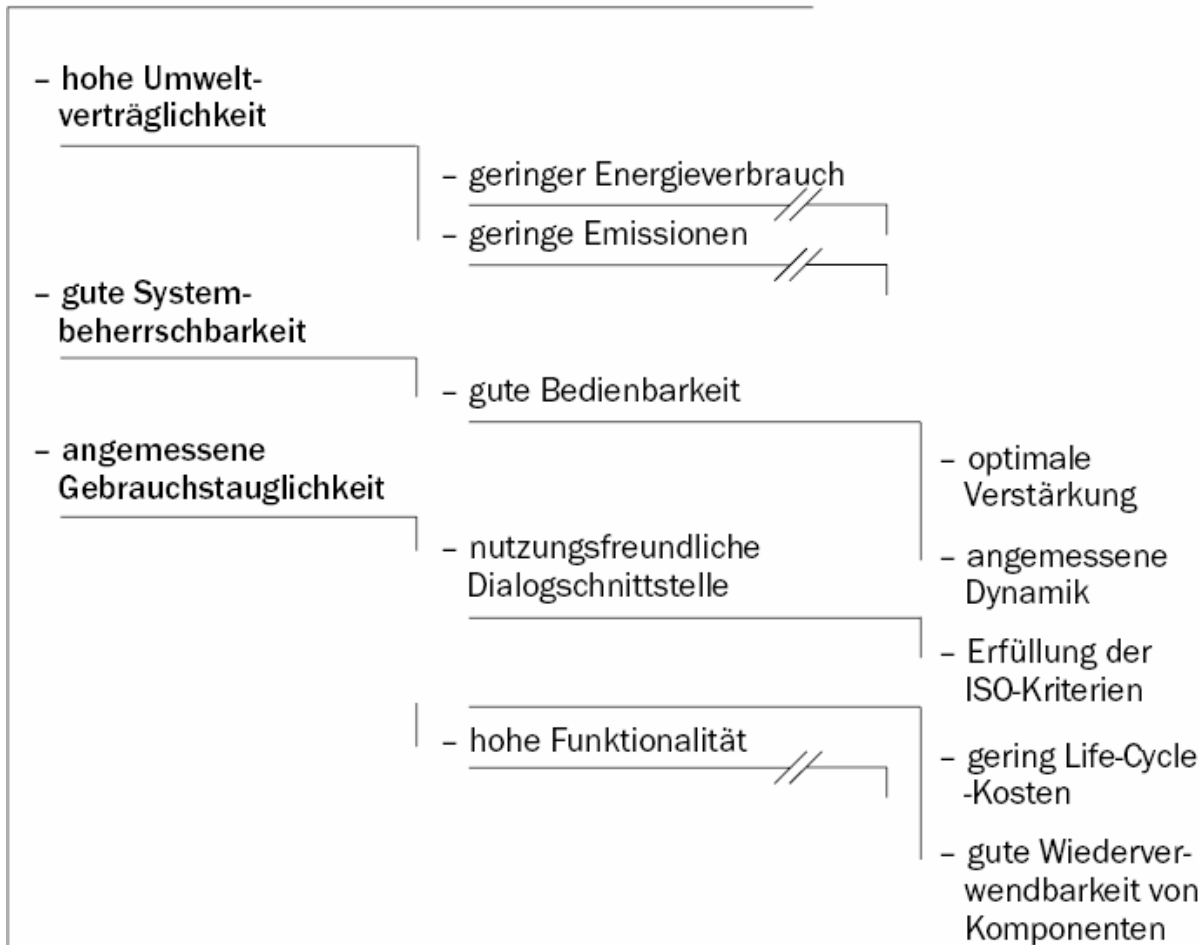 – hohe Umwelt-
verträglichkeit
– geringer Energieverbrauch
– geringe Emissionen
– gute System-
beherrschbarkeit
– gute Bedienbarkeit
– angemessene
Gebrauchstauglichkeit
– optimale
Verstärkung
– nutzungsfreundliche
Dialogschnittstelle
– angemessene
Dynamik
– Erfüllung der
ISO-Kriterien
– hohe Funktionalität
– gering Life-Cycle
-Kosten
– gute Wiederver-
wendbarkeit von
Komponenten